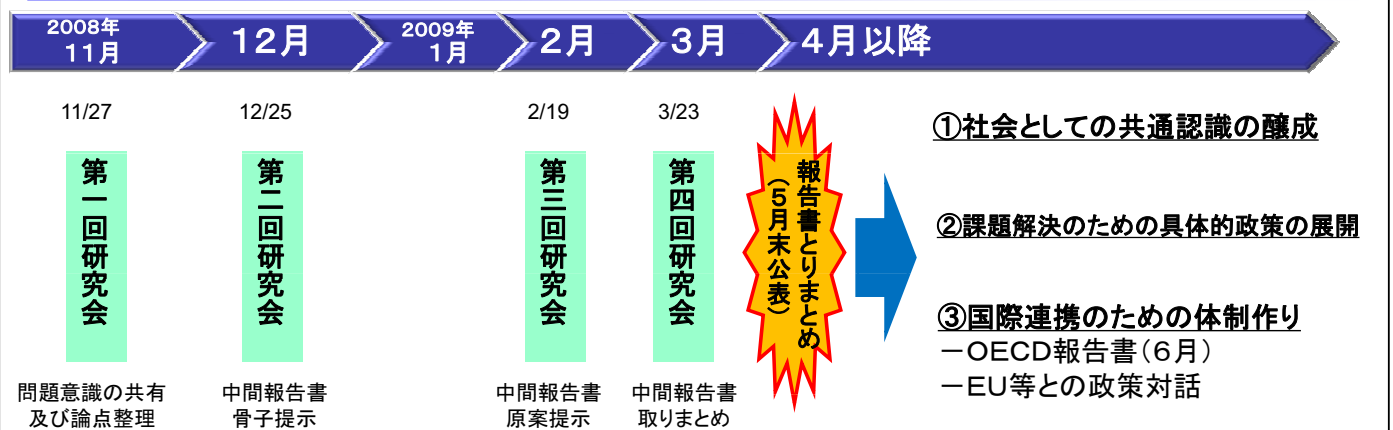 2008年
11月
12月
2009年
1月
2月
3月
4月以降
11/27
12/25
2/19
3/23
第一回研究会
第二回研究会
第三回研究会
第四回研究会
報告書とりまとめ
(5月末公表)
問題意識の共有
及び論点整理
中間報告書
骨子提示
中間報告書
原案提示
中間報告書
取りまとめ
①社会としての共通認識の醸成
②課題解決のための具体的政策の展開
③国際連携のための体制作り
－OECD報告書(6月)
－EU等との政策対話